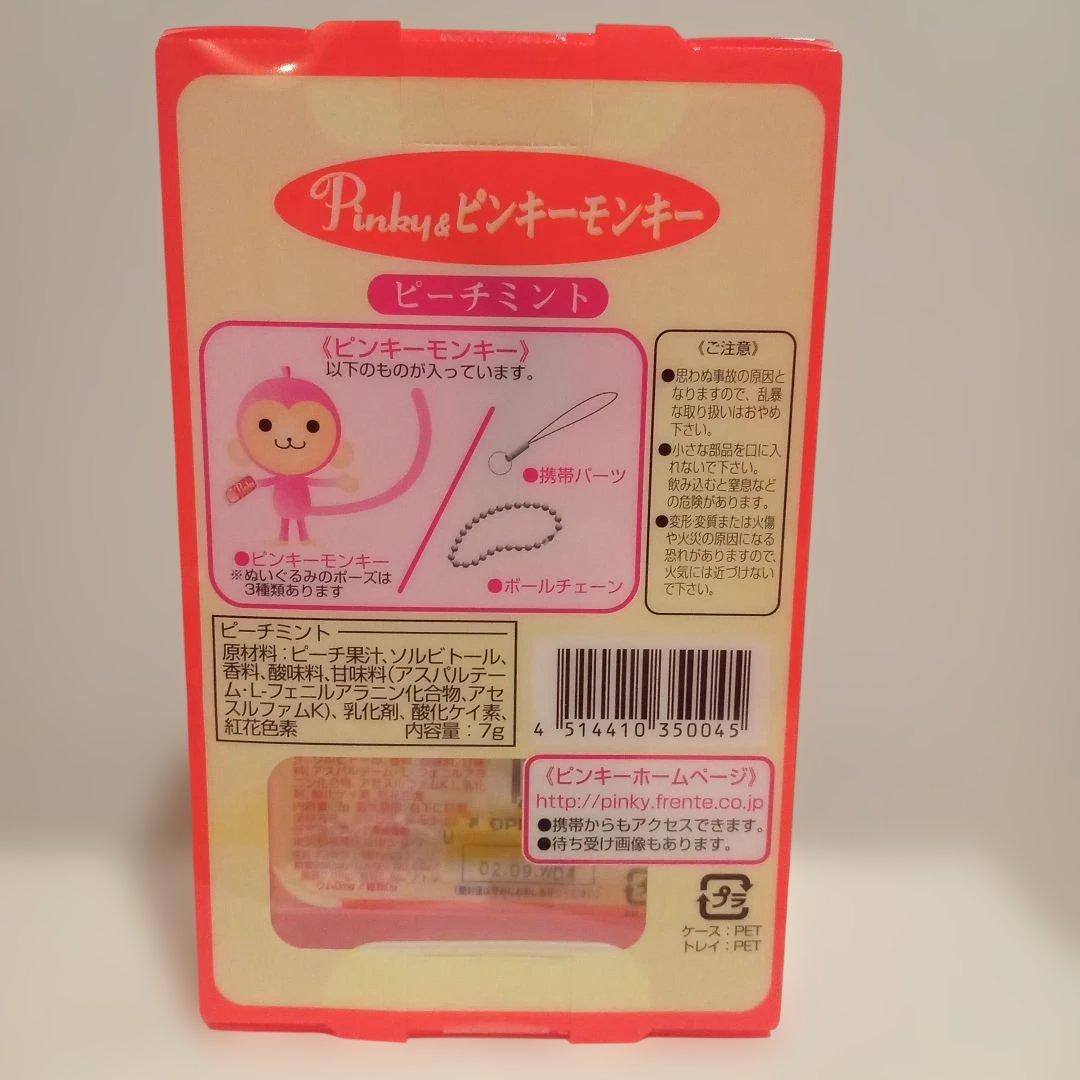 Pinky&ピンキーモンキー
ピーチミント
《ピンキーモンキー》
以下のものが入っています。
Pinky
●携帯パーツ
●ピンキーモンキー
※ぬいぐるみのポーズは
3種類あります
●ボールチェーン
《ご注意》
●思わぬ事故の原因と
なりますので、乱暴
な取り扱いはおやめ
下さい。
●小さな部品を口に入
れないで下さい。
飲み込むと窒息など
の危険があります。
●変形・変質または火傷
や火災の原因になる
恐れがありますので、
火気には近づけない
で下さい。
ピーチミント
原材料：ピーチ果汁、ソルビトール、
香料、酸味料、甘味料（アスパルテー
ム・L-フェニルアラニン化合物、アセ
スルファムK）、乳化剤、酸化ケイ素、
紅花色素 内容量：7g
4 514410 350045
《ピンキーホームページ》
http://pinky.frente.co.jp
●携帯からもアクセスできます。
●待ち受け画像もあります。
02.09.WD4
プラ
ケース：PET
トレイ：PET